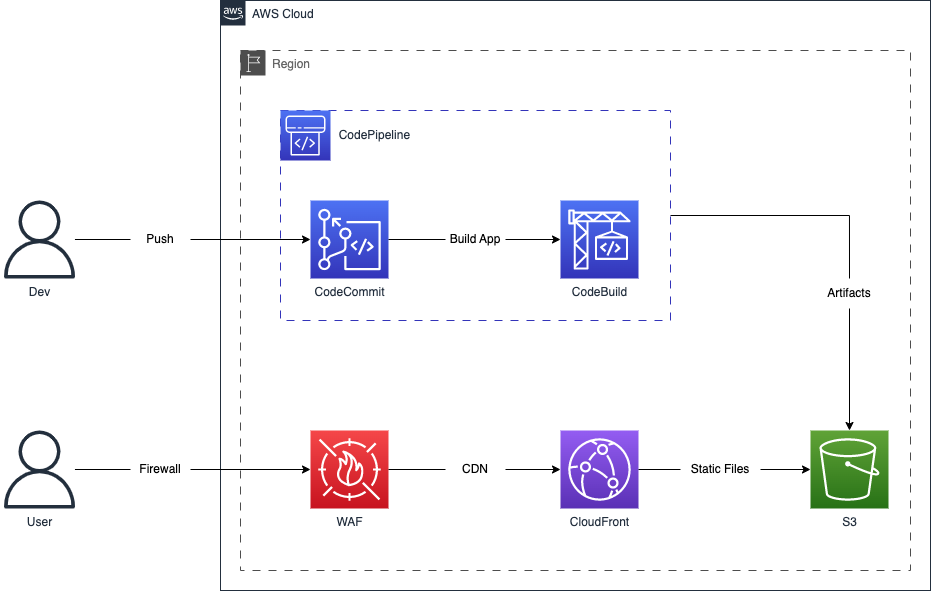 aws
AWS Cloud
Region
CodePipeline
</>
Push
Build App
</>
</>
Dev
CodeCommit
CodeBuild
Artifacts
Firewall
CDN
Static Files
User
WAF
CloudFront
S3